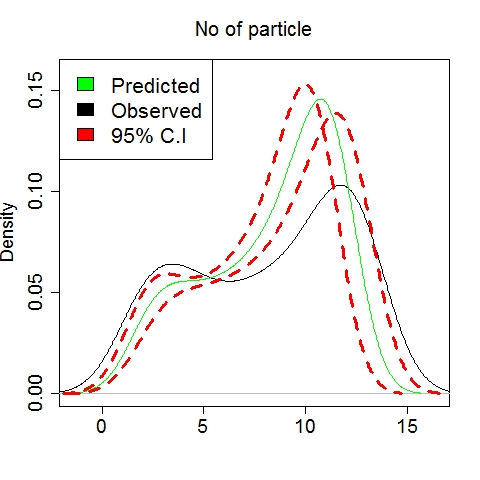 No of particle
Predicted
Observed
95% C.I
Density
0.15
0.10
0.05
0.00
0 5 10 15